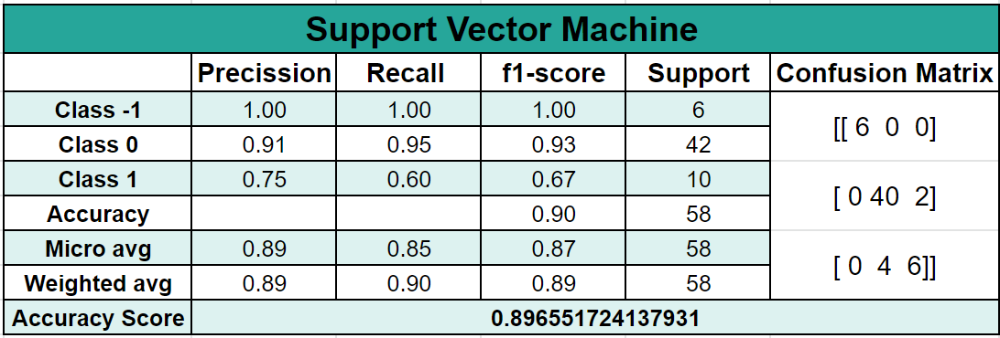 Support Vector Machine
Precission Recall f1-score Support Confusion Matrix
Class -1 1.00 1.00 1.00 6
[[ 6 0 0]
Class 0 0.91 0.95 0.93 42
Class 1 0.75 0.60 0.67 10
[ 0 40 2]
Accuracy 0.90 58
Micro avg 0.89 0.85 0.87 58
[ 0 4 6]]
Weighted avg 0.89 0.90 0.89 58
Accuracy Score 0.896551724137931